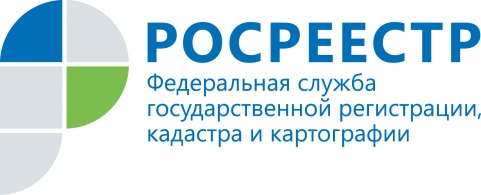 РОСРЕЕСТР
Федеральная служба
государственной регистрации,
кадастра и картографии